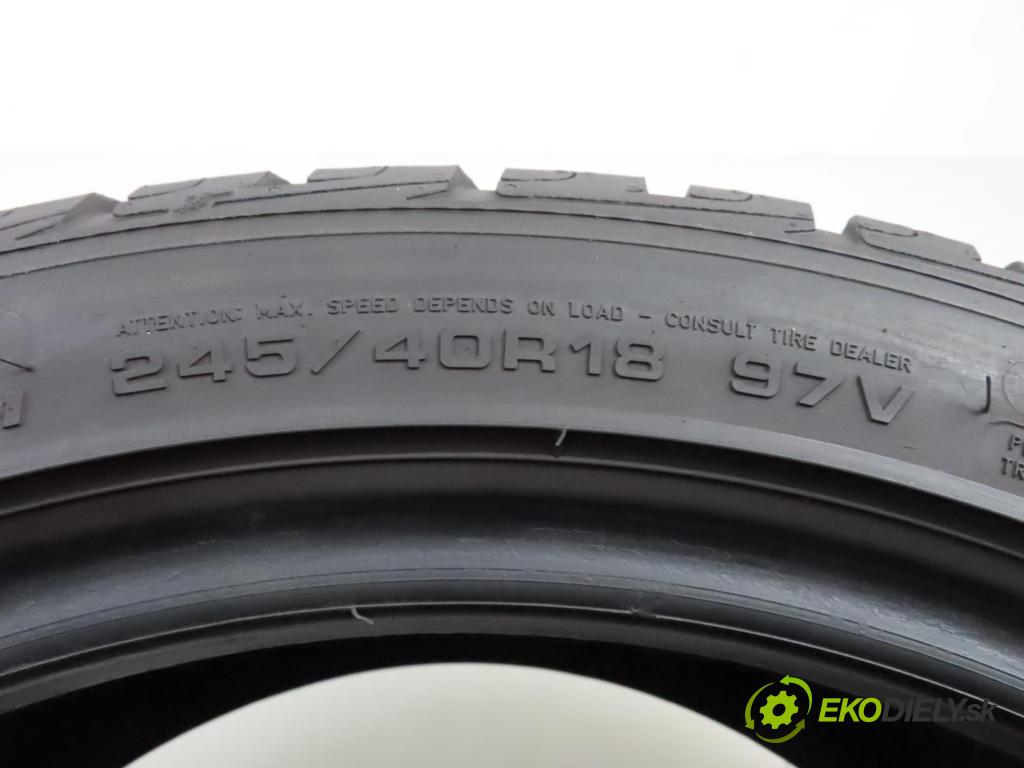 ATTENTION: MAX. SPEED DEPENDS ON LOAD - CONSULT TIRE DEALER
245/40R18 97V
EKODIELY.sk